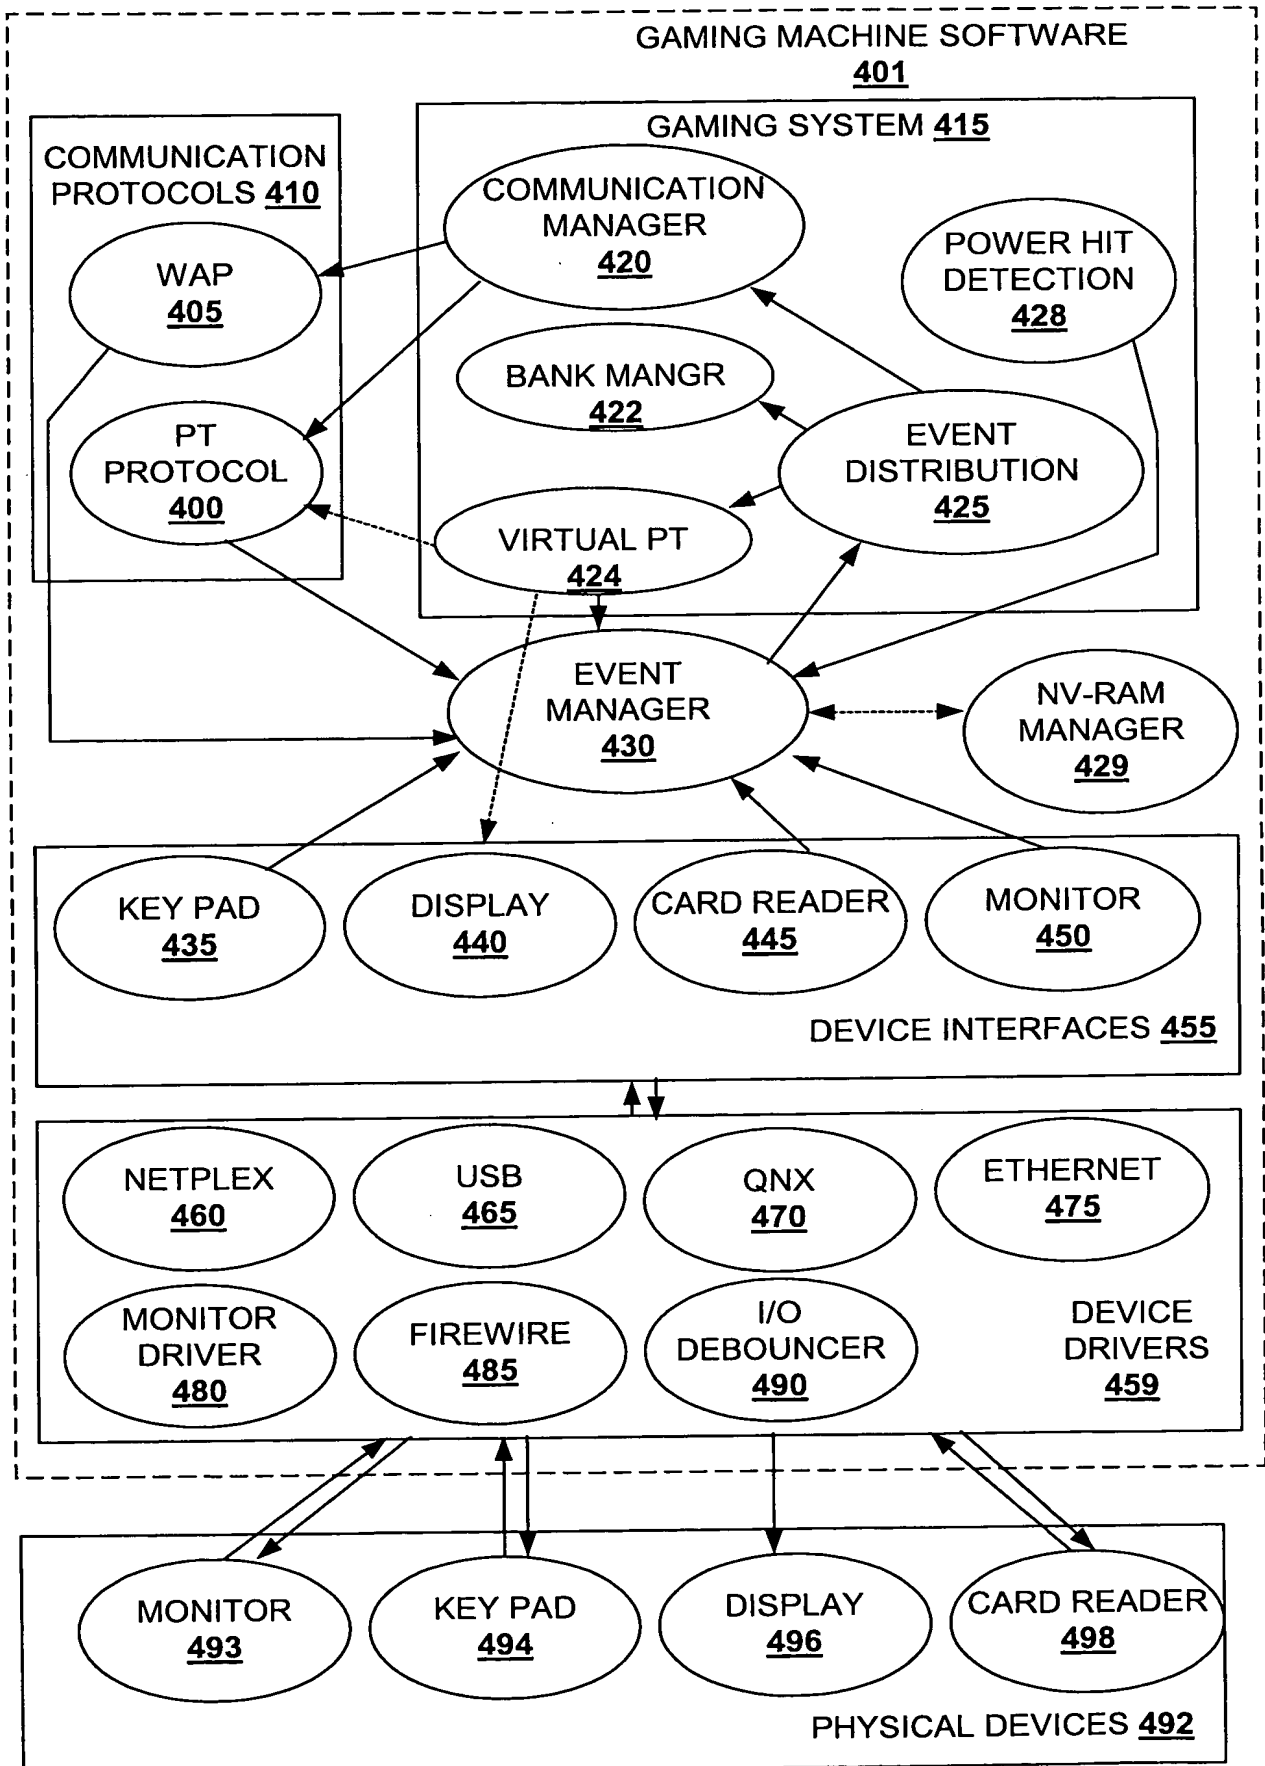 GAMING MACHINE SOFTWARE
401
GAMING SYSTEM 415
COMMUNICATION
PROTOCOLS 410
COMMUNICATION
MANAGER
420
POWER HIT
DETECTION
428
WAP
405
BANK MANGR
422
PT
PROTOCOL
400
EVENT
DISTRIBUTION
425
VIRTUAL PT
424
EVENT
MANAGER
430
NV-RAM
MANAGER
429
KEY PAD
435
DISPLAY
440
CARD READER
445
MONITOR
450
DEVICE INTERFACES 455
NETPLEX
460
USB
465
QNX
470
ETHERNET
475
MONITOR
DRIVER
480
FIREWIRE
485
I/O
DEBOUNCER
490
DEVICE
DRIVERS
459
MONITOR
493
KEY PAD
494
DISPLAY
496
CARD READER
498
PHYSICAL DEVICES 492